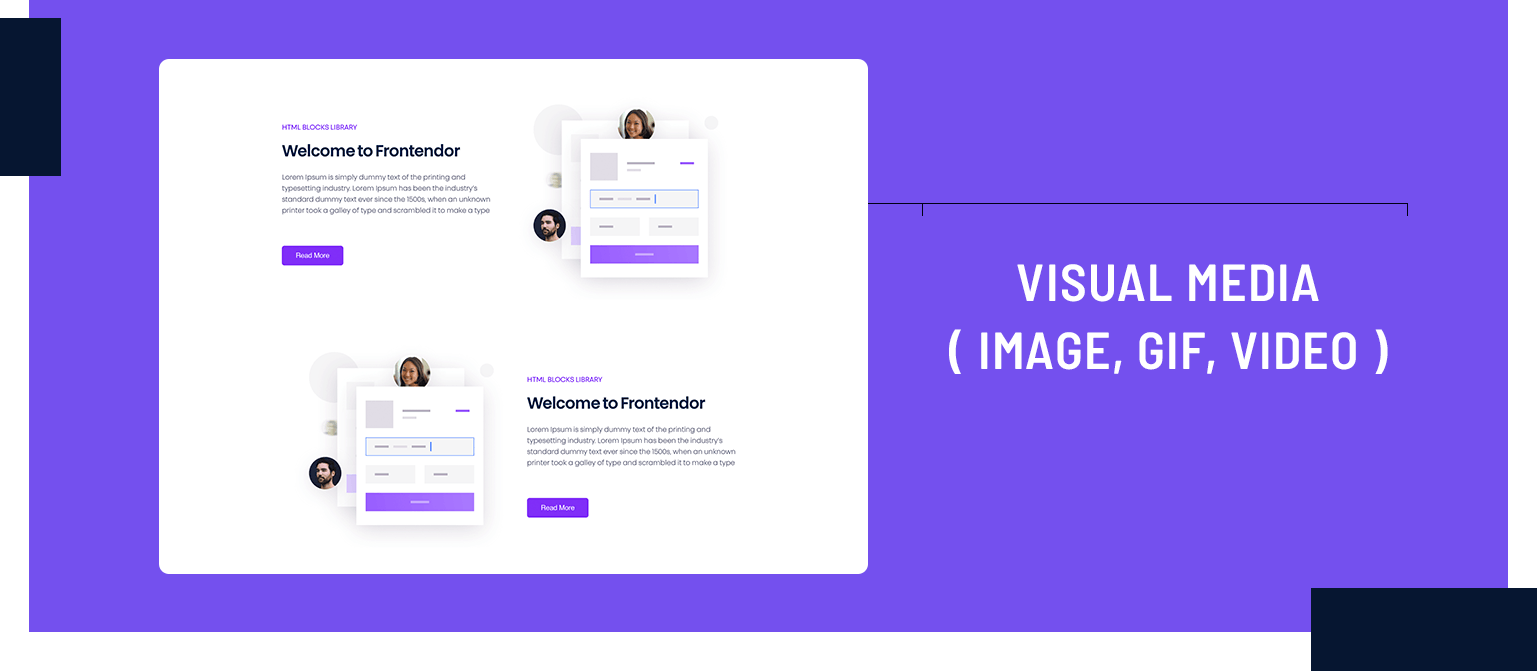 HTML BLOCKS LIBRARY
Welcome to Frontendor
Lorem Ipsum is simply dummy text of the printing and
typesetting industry. Lorem Ipsum has been the industry's
standard dummy text ever since the 1500s, when an unknown
printer took a galley of type and scrambled it to make a type
Read More
HTML BLOCKS LIBRARY
Welcome to Frontendor
Lorem Ipsum is simply dummy text of the printing and
typesetting industry. Lorem Ipsum has been the industry's
standard dummy text ever since the 1500s, when an unknown
printer took a galley of type and scrambled it to make a type
Read More
VISUAL MEDIA
( IMAGE, GIF, VIDEO )